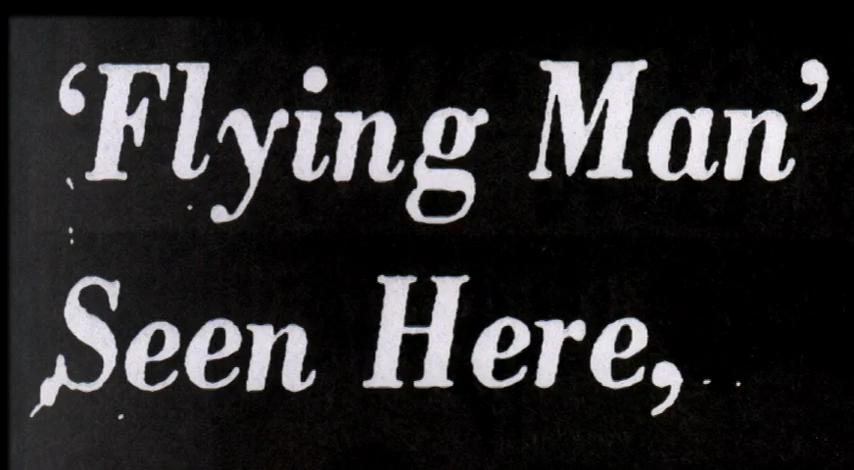 ‘Flying Man’
Seen Here,